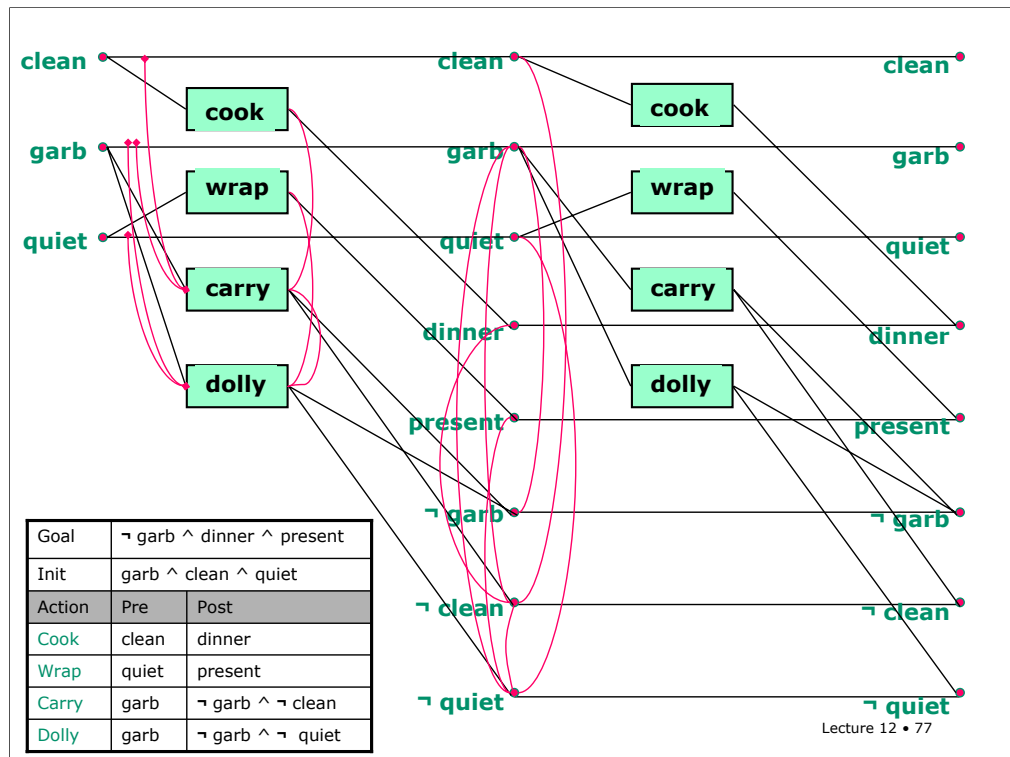 clean clean clean
cook cook
garb garb garb
wrap wrap
quiet quiet quiet
carry carry
dinner dinner
dolly dolly
present present
¬ garb ¬ garb
¬ clean ¬ clean
¬ quiet ¬ quiet
Goal ¬ garb ^ dinner ^ present
Init garb ^ clean ^ quiet
Action Pre Post
Cook clean dinner
Wrap quiet present
Carry garb ¬ garb ^ ¬ clean
Dolly garb ¬ garb ^ ¬ quiet
Lecture 12 • 77